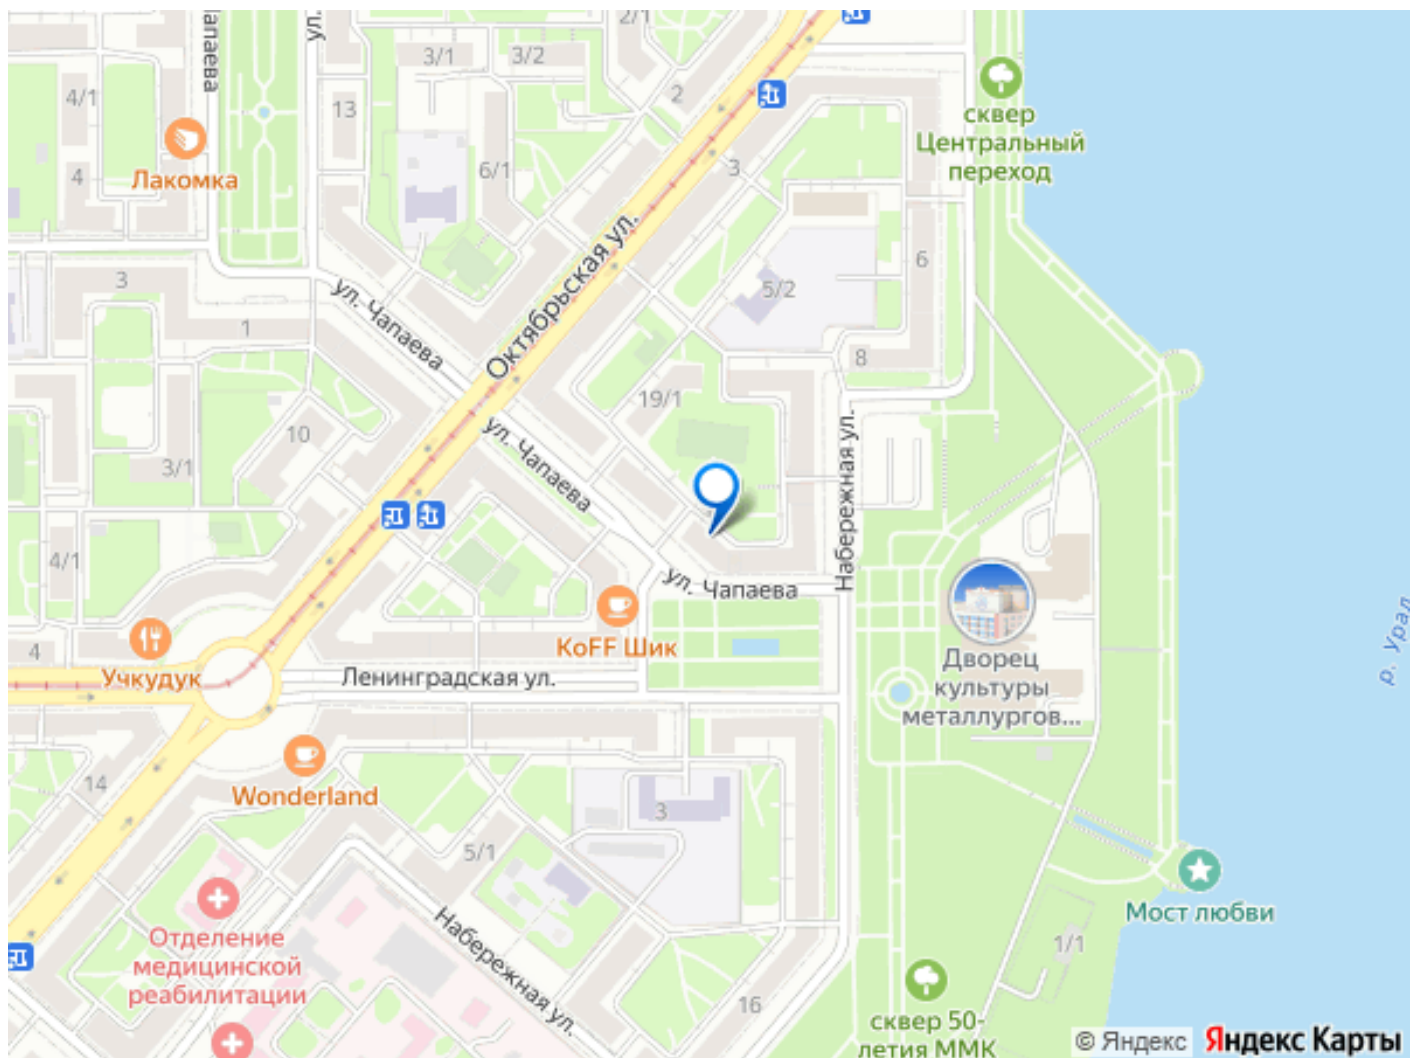 Чапаева
ул.
2/1
3/1
3/2
4/1
13
2
сквер
Центральный
переход
Лакомка
4
6/1
3
Октябрьская ул.
6
3
5/2
ул. Чапаева
1
8
19/1
10
ул. Чапаева
3/1
Набережная ул.
4/1
ул. Чапаева
KoFF Шик
р. Урал
4
Учкудук
Ленинградская ул.
Дворец
культуры
металлургов...
14
Wonderland
3
5/1
Мост любви
Набережная ул.
Отделение
медицинской
реабилитации
1/1
16
сквер 50-
летия ММК
© Яндекс Яндекс Карты